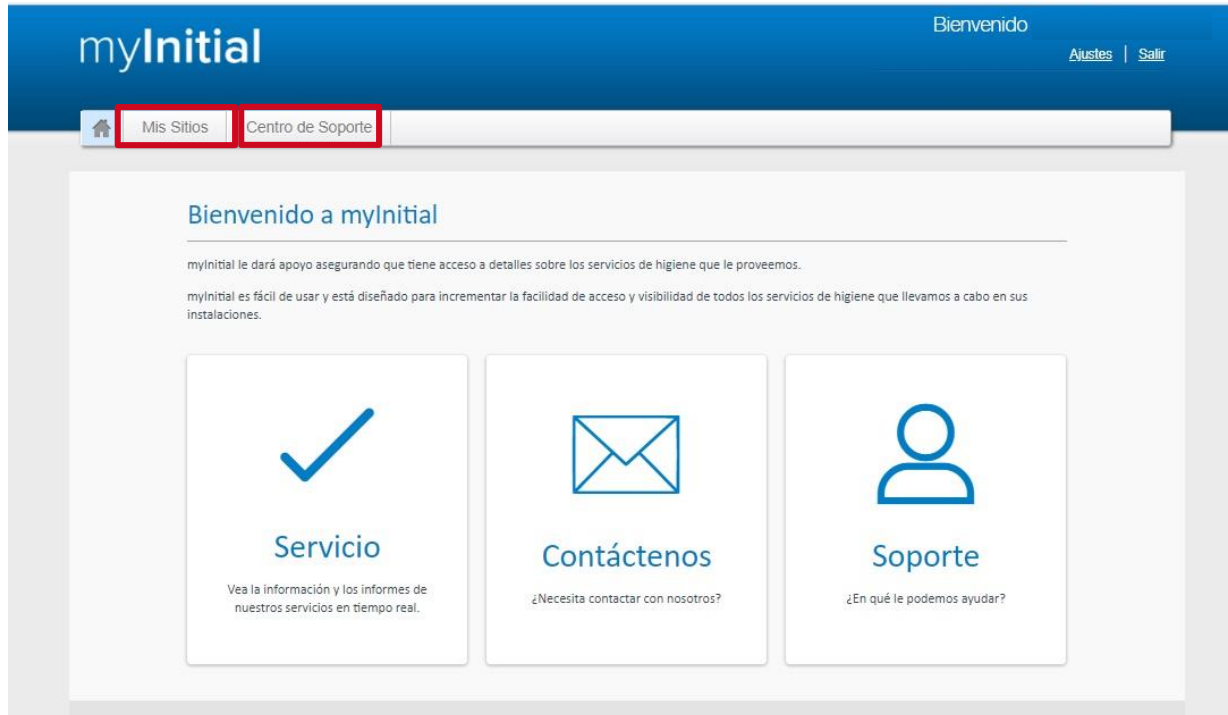 Bienvenido
myInitial
Ajustes | Salir
Mis Sitios
Centro de Soporte
Bienvenido a myInitial
myInitial le dará apoyo asegurando que tiene acceso a detalles sobre los servicios de higiene que le proveemos.
myInitial es fácil de usar y está diseñado para incrementar la facilidad de acceso y visibilidad de todos los servicios de higiene que llevamos a cabo en sus
instalaciones.
Servicio
Vea la información y los informes de
nuestros servicios en tiempo real.
Contáctenos
¿Necesita contactar con nosotros?
Soporte
¿En qué le podemos ayudar?